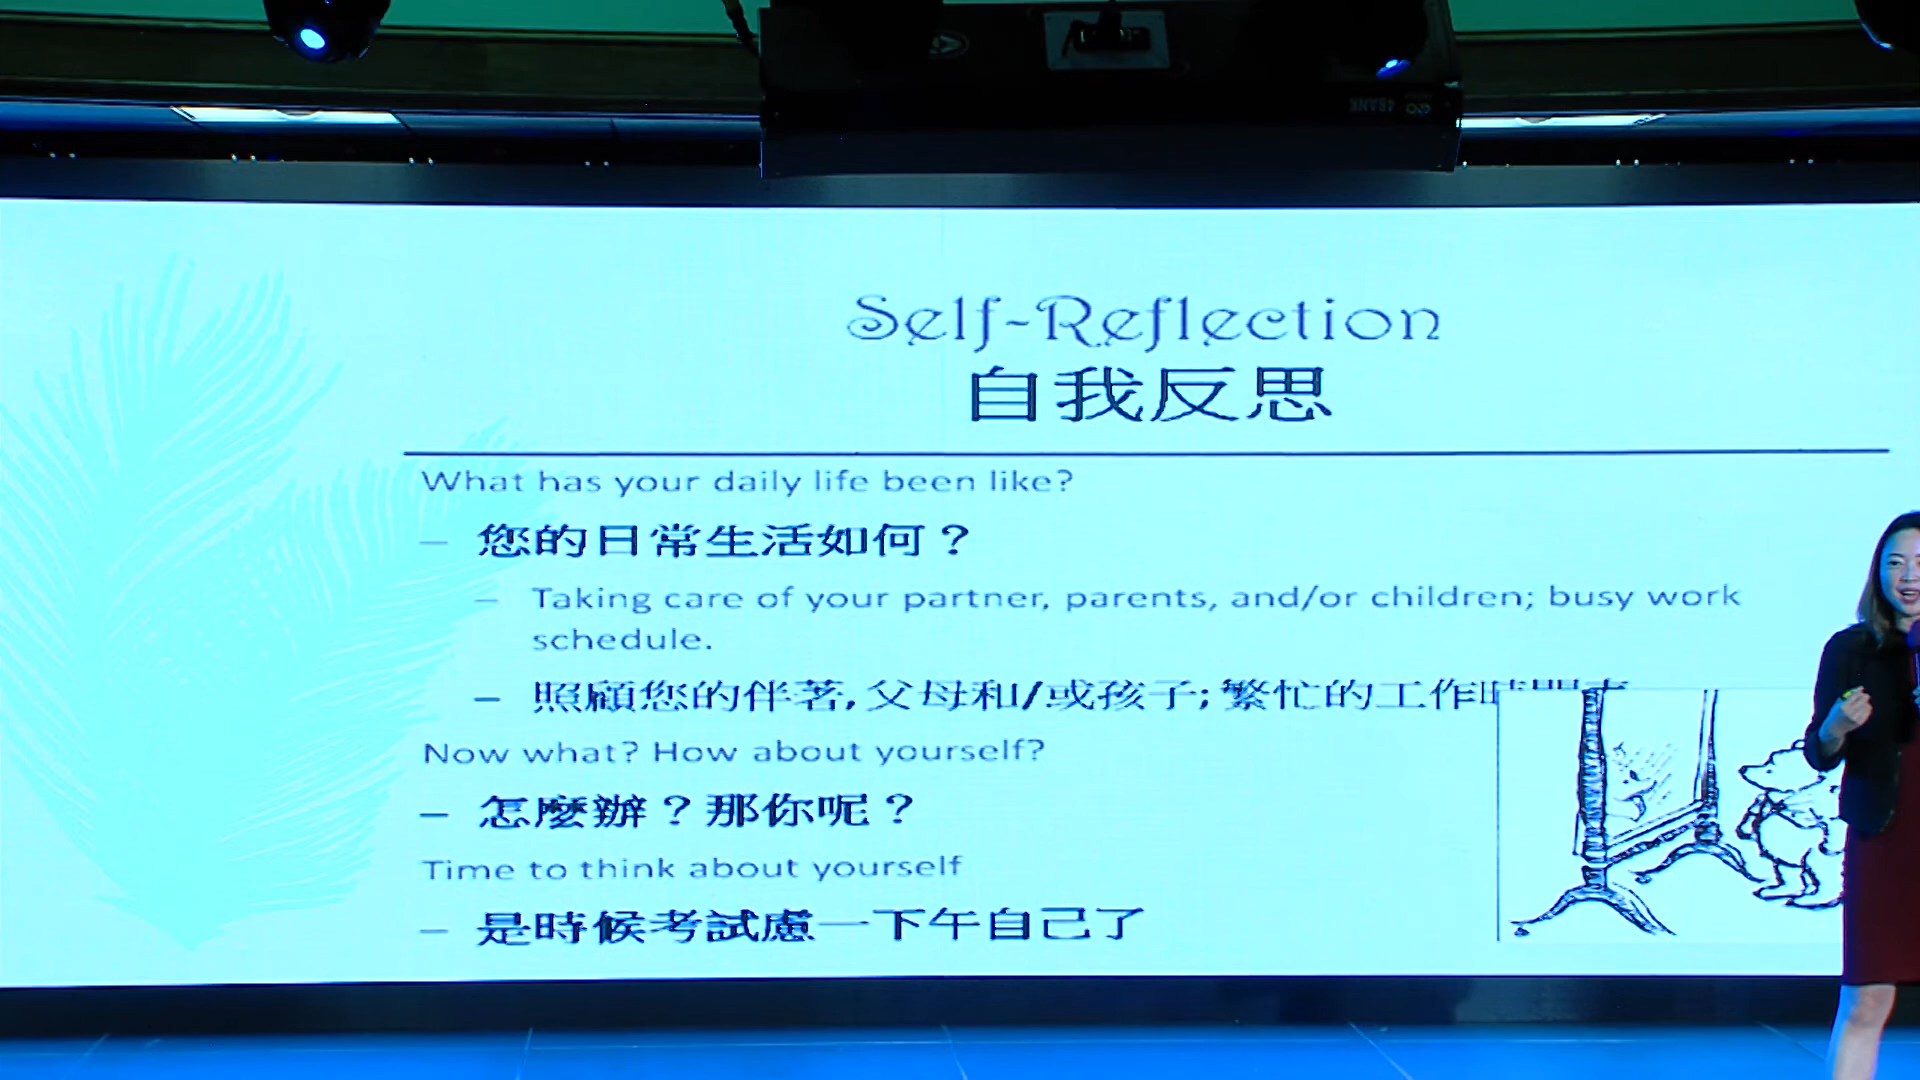 Self-Reflection
自我反思
What has your daily life been like?
– 您的日常生活如何？
– Taking care of your partner, parents, and/or children; busy work
schedule.
– 照顧您的伴著, 父母和/或孩子; 繁忙的工作
Now what? How about yourself?
– 怎麼辦？那你呢？
Time to think about yourself
– 是時候考試慮一下午自己了
4BANK